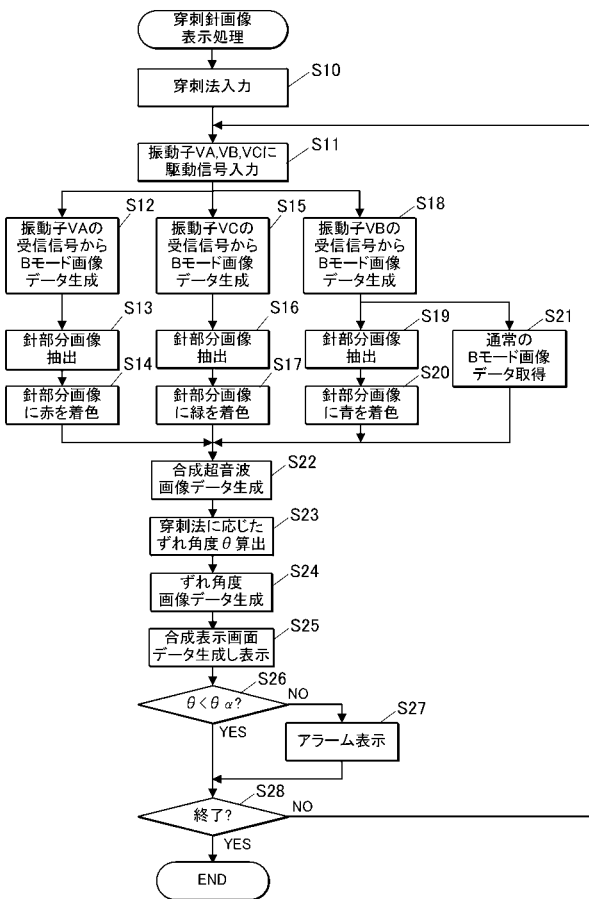 穿刺針画像
表示処理
S10
穿刺法入力
S11
振動子VA,VB,VCに
駆動信号入力
S12
振動子VAの
受信信号から
Bモード画像
データ生成
S15
振動子VCの
受信信号から
Bモード画像
データ生成
S18
振動子VBの
受信信号から
Bモード画像
データ生成
S13
針部分画像
抽出
S16
針部分画像
抽出
S19
針部分画像
抽出
S21
通常の
Bモード画像
データ取得
S14
針部分画像
に赤を着色
S17
針部分画像
に緑を着色
S20
針部分画像
に青を着色
S22
合成超音波
画像データ生成
S23
穿刺法に応じた
ずれ角度θ算出
S24
ずれ角度
画像データ生成
S25
合成表示画面
データ生成し表示
S26
θ<θα?
NO
YES
S27
アラーム表示
S28
終了?
NO
YES
END